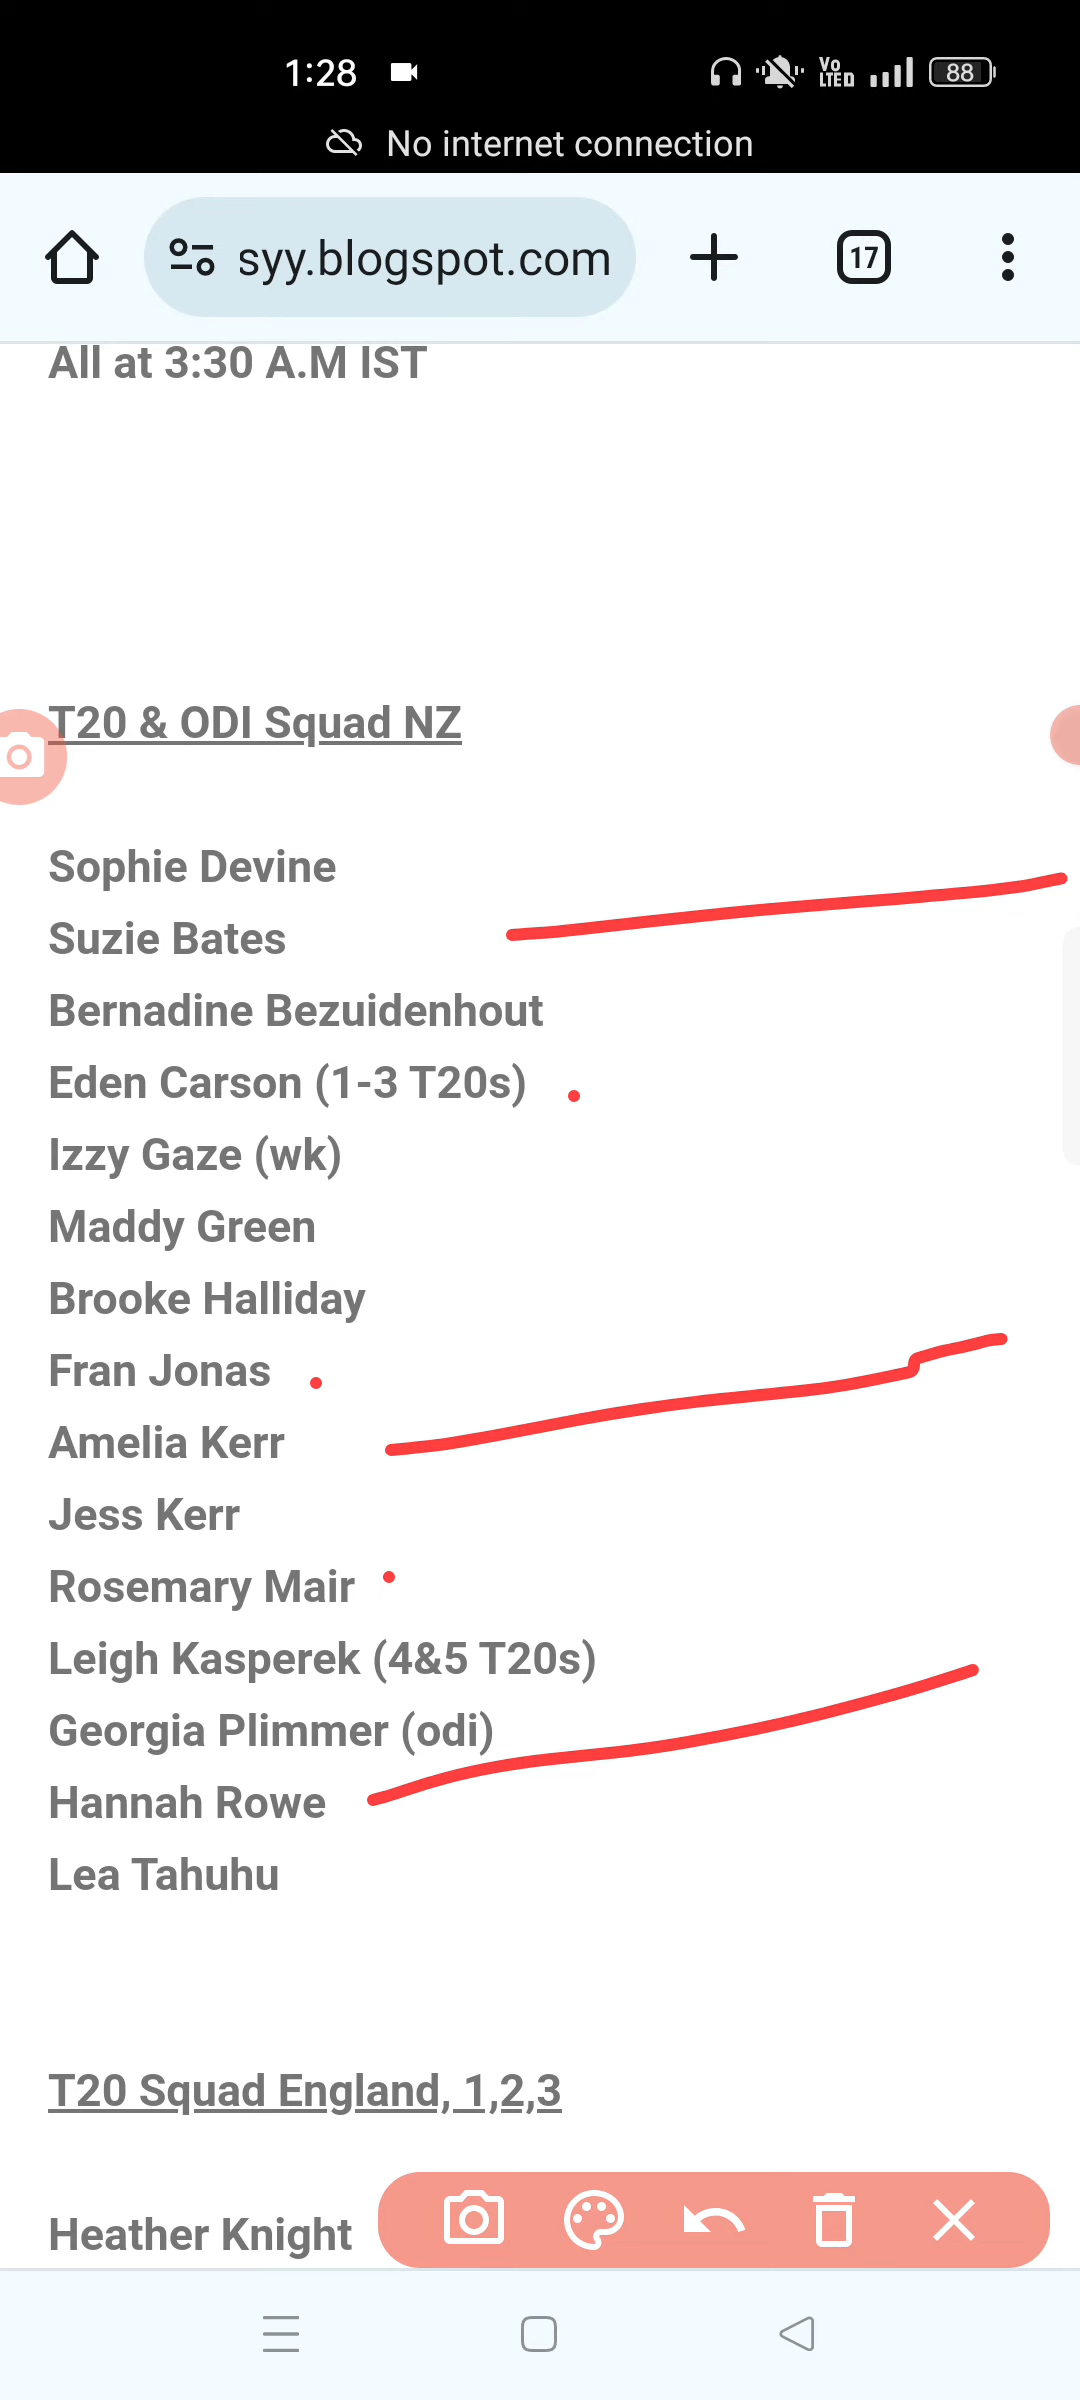 1:28
Vo
LTED
88
No internet connection
syy.blogspot.com
17
All at 3:30 A.M IST
T20 & ODI Squad NZ
Sophie Devine
Suzie Bates
Bernadine Bezuidenhout
Eden Carson (1-3 T20s)
Izzy Gaze (wk)
Maddy Green
Brooke Halliday
Fran Jonas
Amelia Kerr
Jess Kerr
Rosemary Mair
Leigh Kasperek (4&5 T20s)
Georgia Plimmer (odi)
Hannah Rowe
Lea Tahuhu
T20 Squad England, 1,2,3
Heather Knight